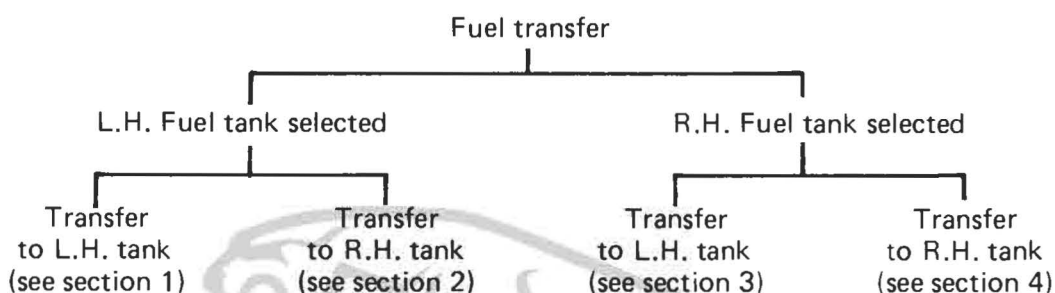 Fuel transfer
L.H. Fuel tank selected
R.H. Fuel tank selected
Transfer
to L.H. tank
(see section 1)
Transfer
to R.H. tank
(see section 2)
Transfer
to L.H. tank
(see section 3)
Transfer
to R.H. tank
(see section 4)